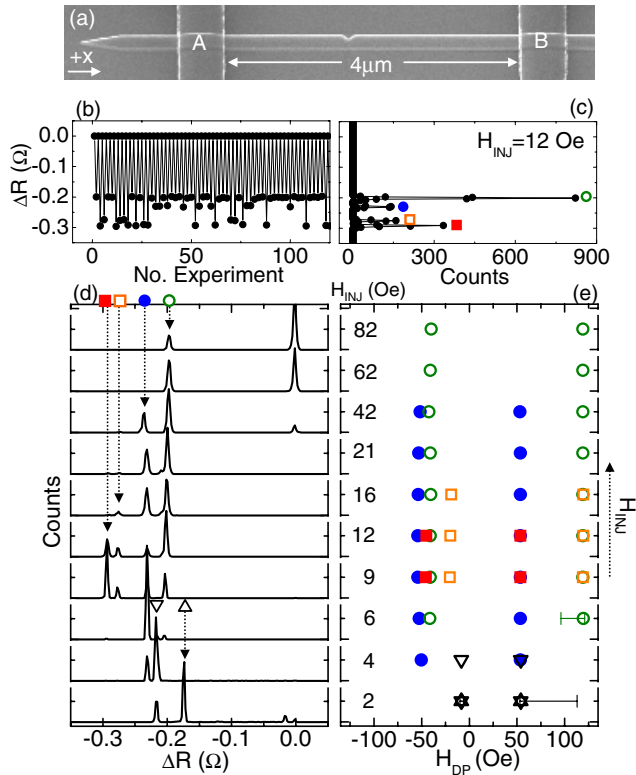 (a)
A
B
+x
4μm
(b)
(c)
ΔR (Ω)
0.0
-0.1
-0.2
-0.3
H_INJ=12 Oe
0
50
100
0
300
600
900
No. Experiment
Counts
(d)
H_INJ (Oe)
(e)
82
62
42
21
16
12
9
6
4
2
Counts
H_INJ
-0.3
-0.2
-0.1
0.0
-100
-50
0
50
100
ΔR (Ω)
H_DP (Oe)